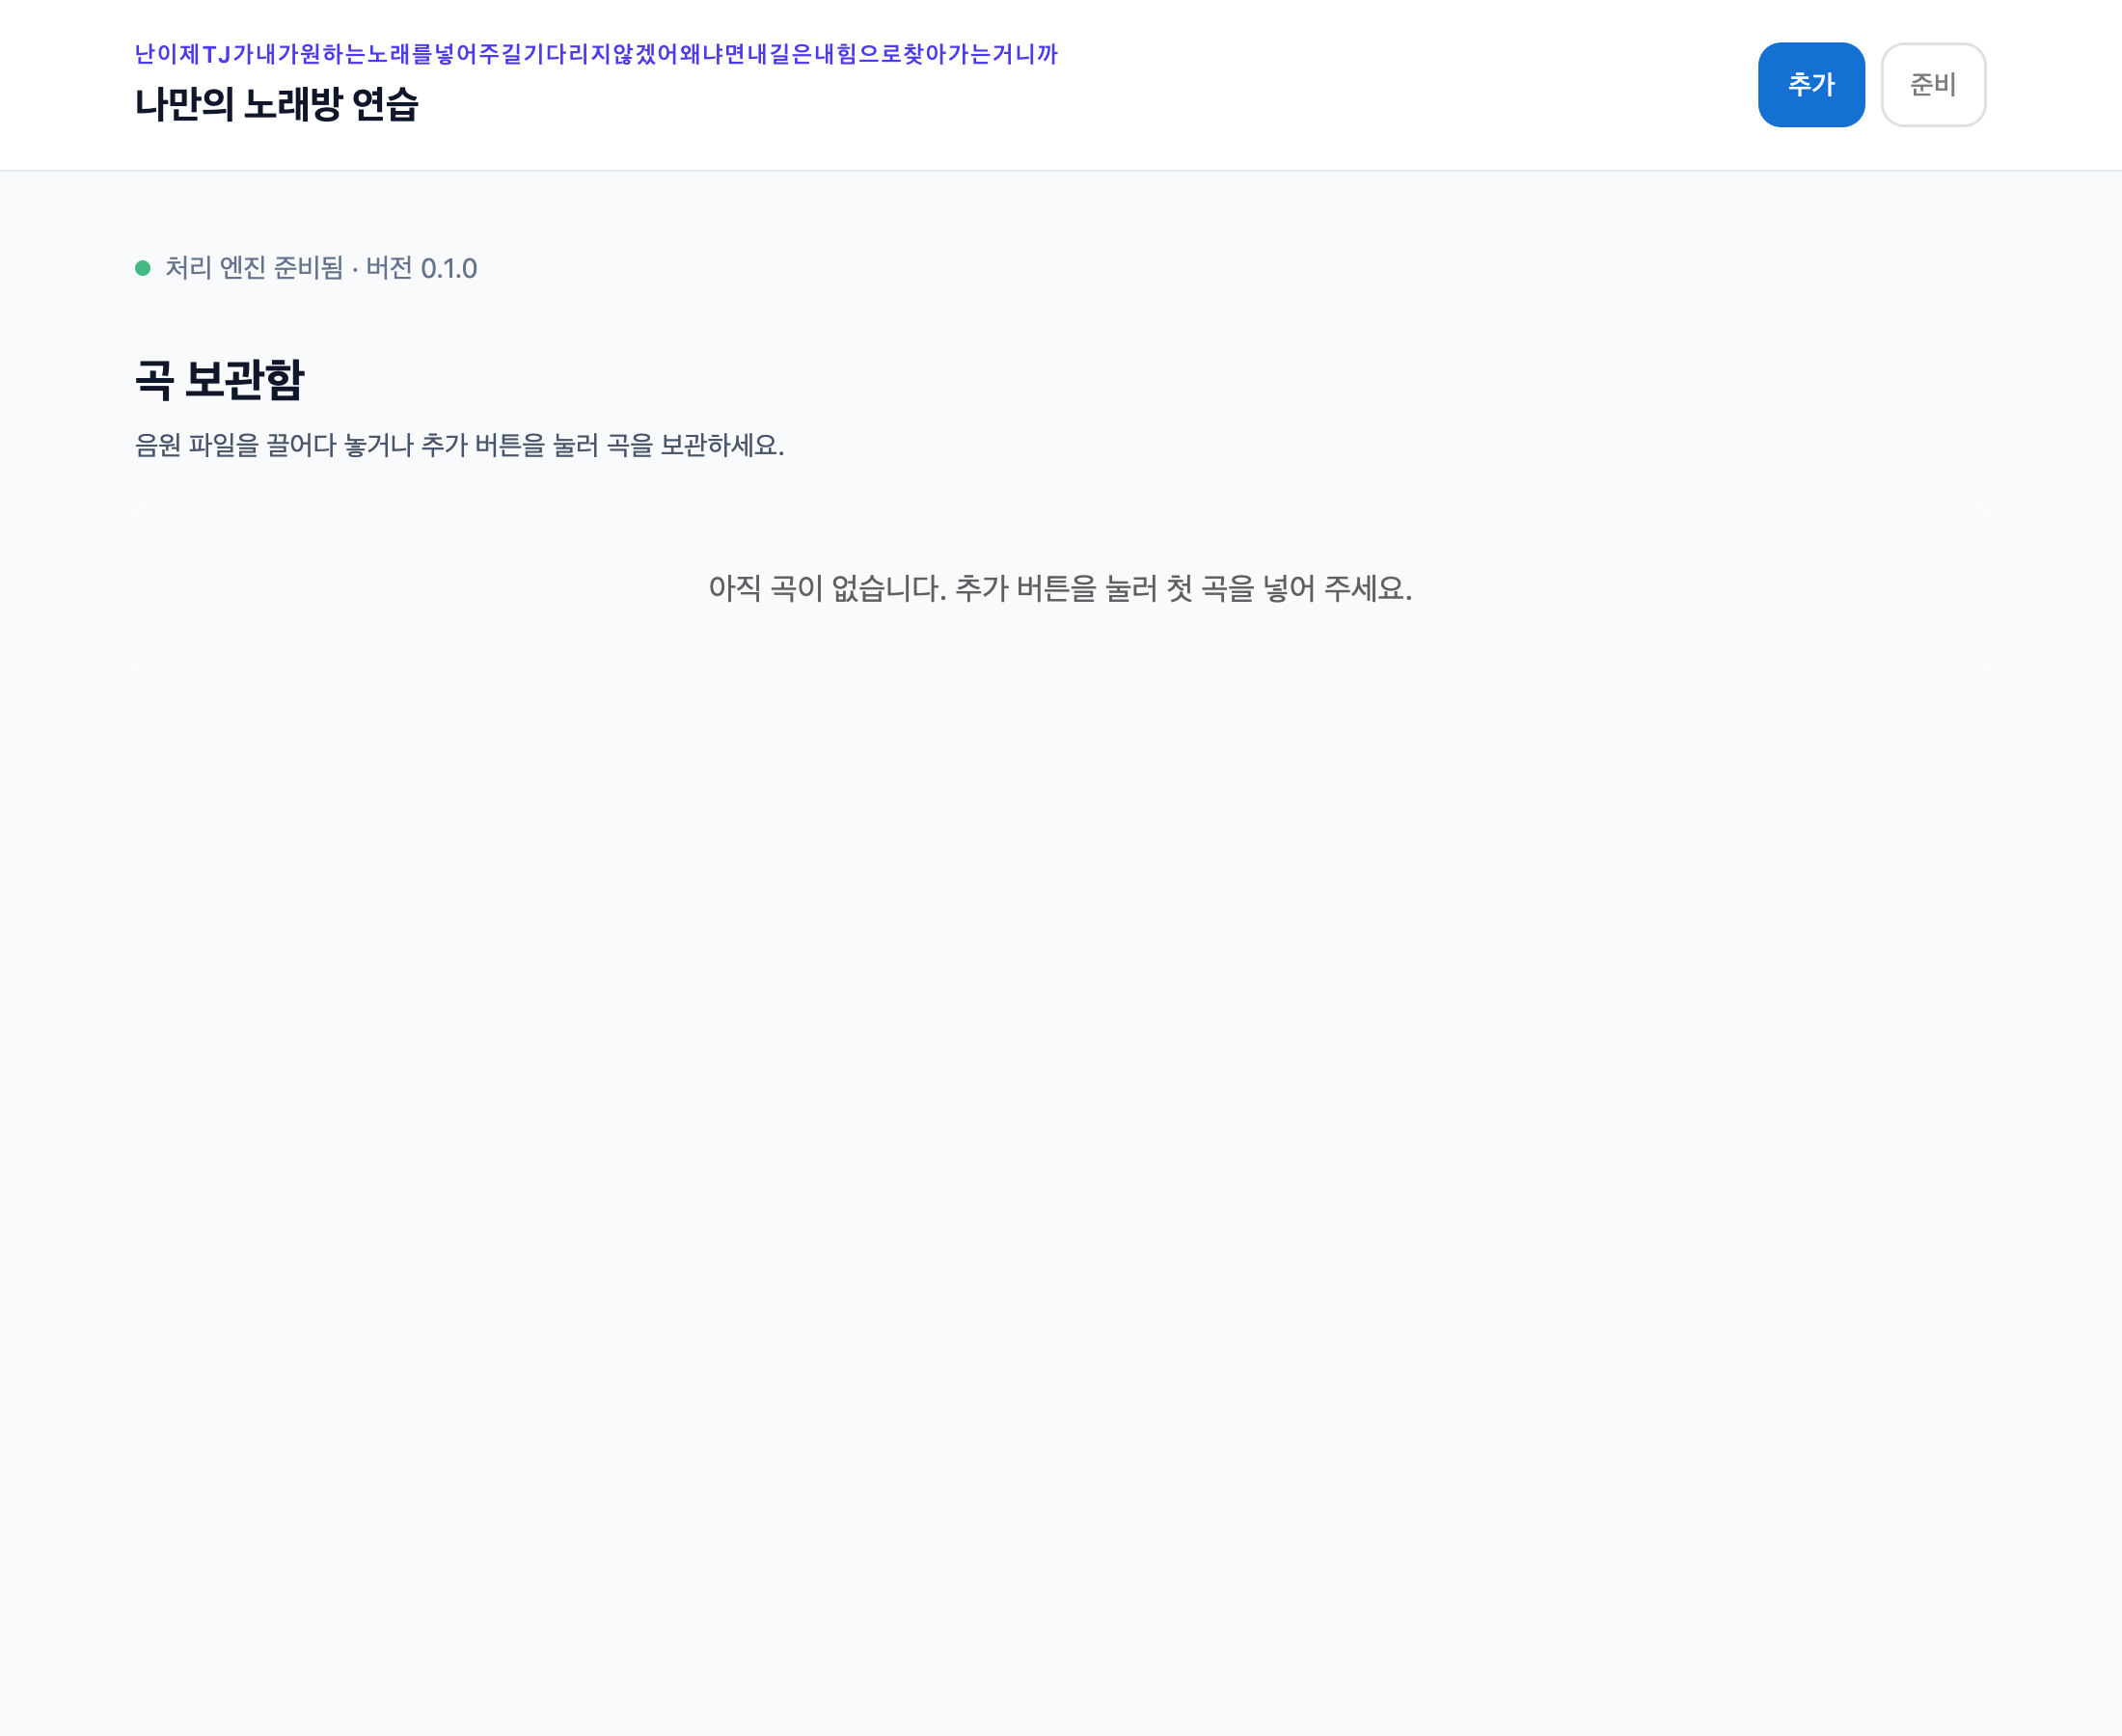 난이제TJ가내가원하는노래를넣어주길기다리지않겠어왜냐면내길은내힘으로찾아가는거니까
나만의 노래방 연습
추가
준비
처리 엔진 준비됨 · 버전 0.1.0
곡 보관함
음원 파일을 끌어다 놓거나 추가 버튼을 눌러 곡을 보관하세요.
아직 곡이 없습니다. 추가 버튼을 눌러 첫 곡을 넣어 주세요.